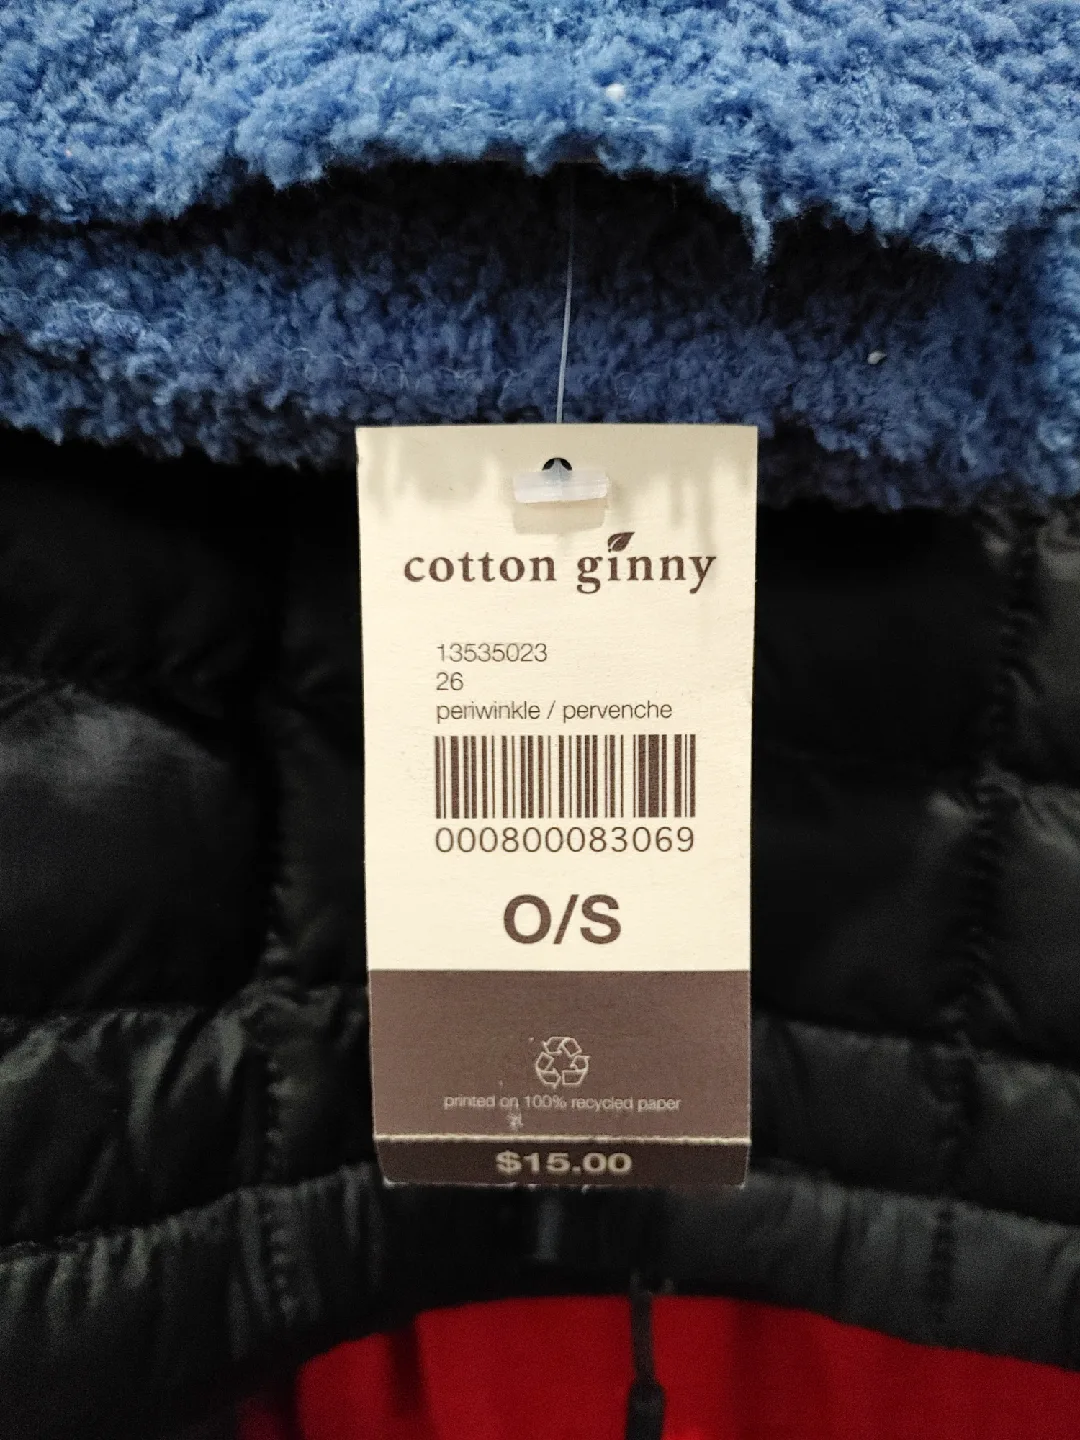 cotton ginny
13535023
26
periwinkle / pervenche
000800083069
O/S
printed on 100% recycled paper
$15.00